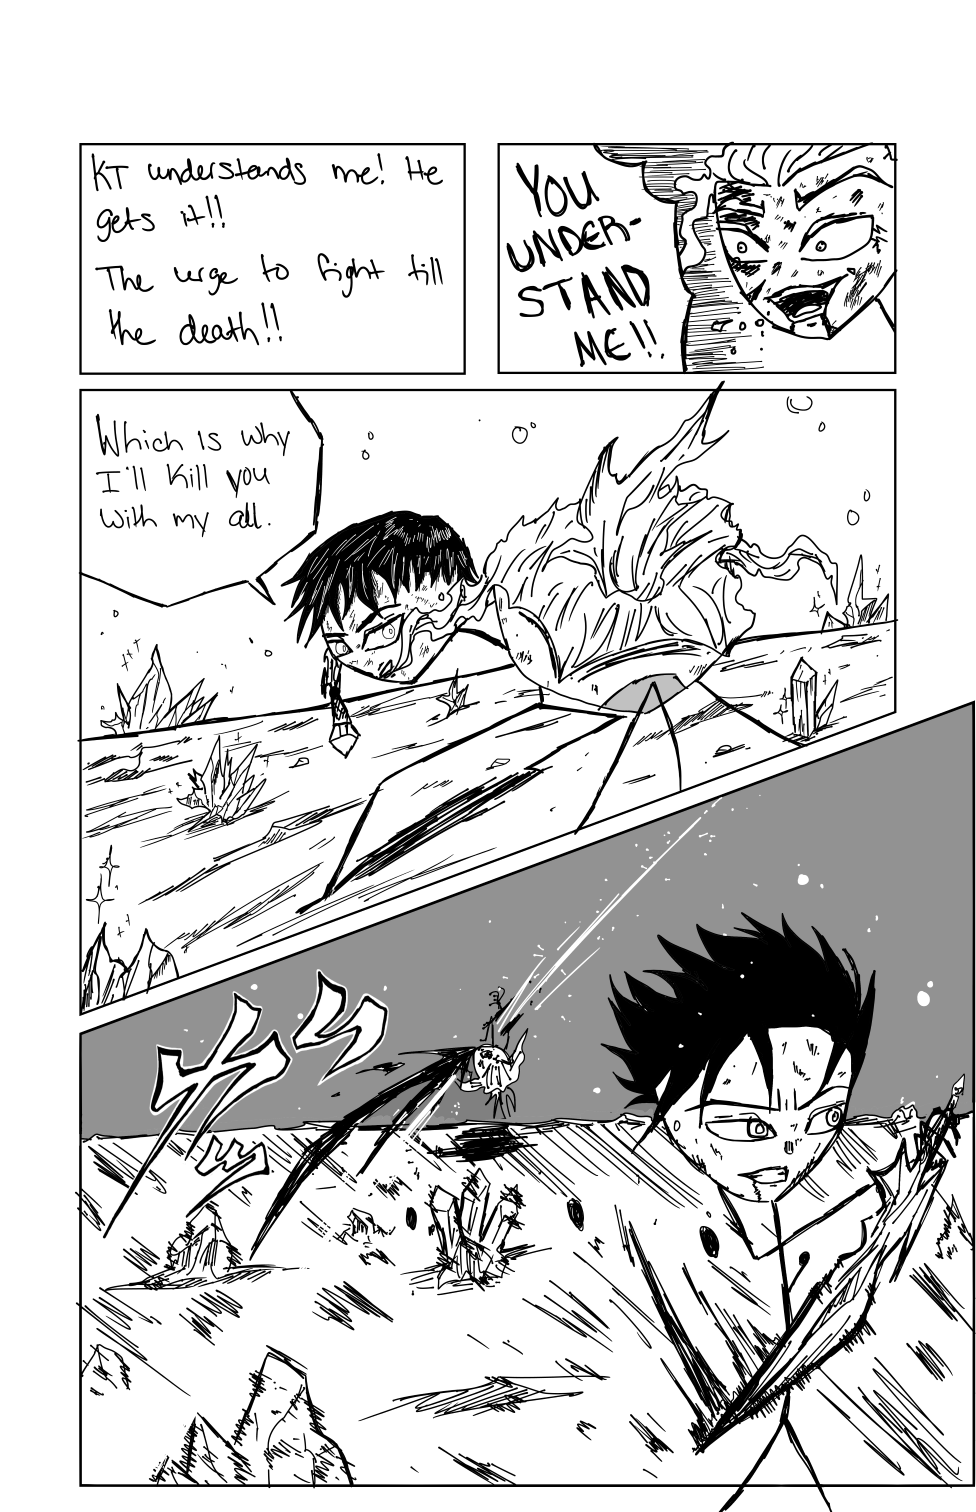 KT understands me! He
gets it!!
The urge to fight till
the death!!
YOU
UNDER-
STAND
ME!!
Which is why
I'll kill you
with my all.